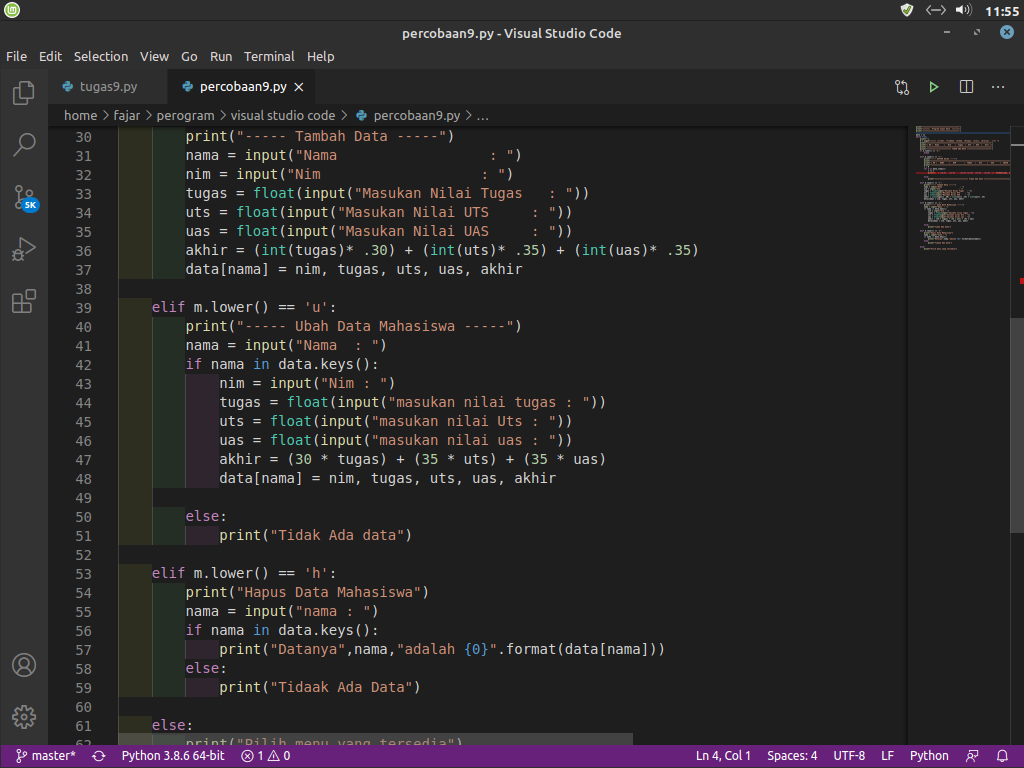 11:55
percobaan9.py - Visual Studio Code
File Edit Selection View Go Run Terminal Help
tugas9.py percobaan9.py
home > fajar > perogram > visual studio code > percobaan9.py > ...
30 print("----- Tambah Data -----")
31 nama = input("Nama                  : ")
32 nim = input("Nim                   : ")
33 tugas = float(input("Masukan Nilai Tugas   : "))
34 uts = float(input("Masukan Nilai UTS     : "))
35 uas = float(input("Masukan Nilai UAS     : "))
36 akhir = (int(tugas)* .30) + (int(uts)* .35) + (int(uas)* .35)
37 data[nama] = nim, tugas, uts, uas, akhir
38
39 elif m.lower() == 'u':
40 print("----- Ubah Data Mahasiswa -----")
41 nama = input("Nama  : ")
42 if nama in data.keys():
43 nim = input("Nim : ")
44 tugas = float(input("masukan nilai tugas : "))
45 uts = float(input("masukan nilai Uts : "))
46 uas = float(input("masukan nilai uas : "))
47 akhir = (30 * tugas) + (35 * uts) + (35 * uas)
48 data[nama] = nim, tugas, uts, uas, akhir
49
50 else:
51 print("Tidak Ada data")
52
53 elif m.lower() == 'h':
54 print("Hapus Data Mahasiswa")
55 nama = input("nama : ")
56 if nama in data.keys():
57 print("Datanya",nama,"adalah {0}".format(data[nama]))
58 else:
59 print("Tidaak Ada Data")
60
61 else:
62 print("Pilih menu yang tersedia")
5K
master* Python 3.8.6 64-bit 1 0 Ln 4, Col 1 Spaces: 4 UTF-8 LF Python